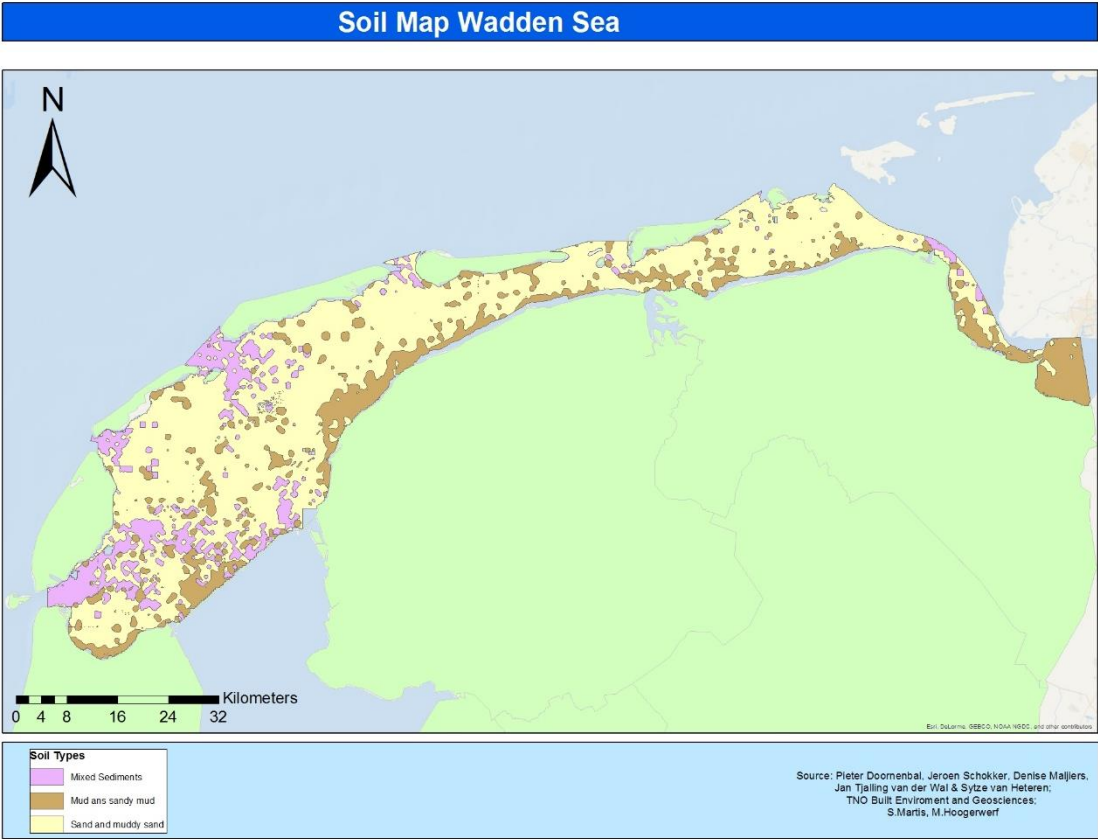 Soil Map Wadden Sea
N
Kilometers
0 4 8 16 24 32
Esri, DeLorme, GEBCO, NOAA NGDC, and other contributors
Soil Types
Mixed Sediments
Mud ans sandy mud
Sand and muddy sand
Source: Pieter Doornenbal, Jeroen Schokker, Denise Maljiers,
Jan Tjalling van der Wal & Sytze van Heteren;
TNO Built Enviroment and Geosciences;
S.Martis, M.Hoogerwerf